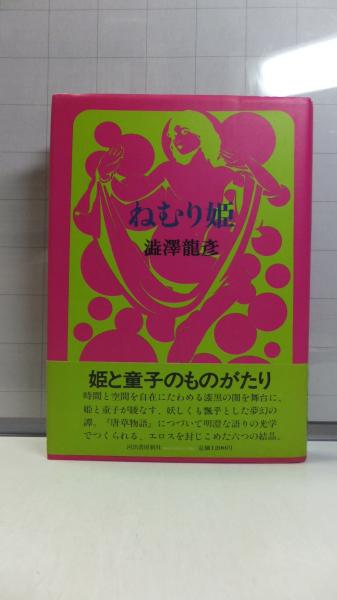 ねむり姫
澁澤龍彦
姫と童子のものがたり
時間と空間を自在にたわめる漆黒の闇を舞台に、
姫と童子が綾なす、妖しくも飄乎とした夢幻の
譚。『唐草物語』につづいて明澄な語りの光学
でつくられる、エロスを封じこめた六つの結晶。
河出書房新社 定価1200円